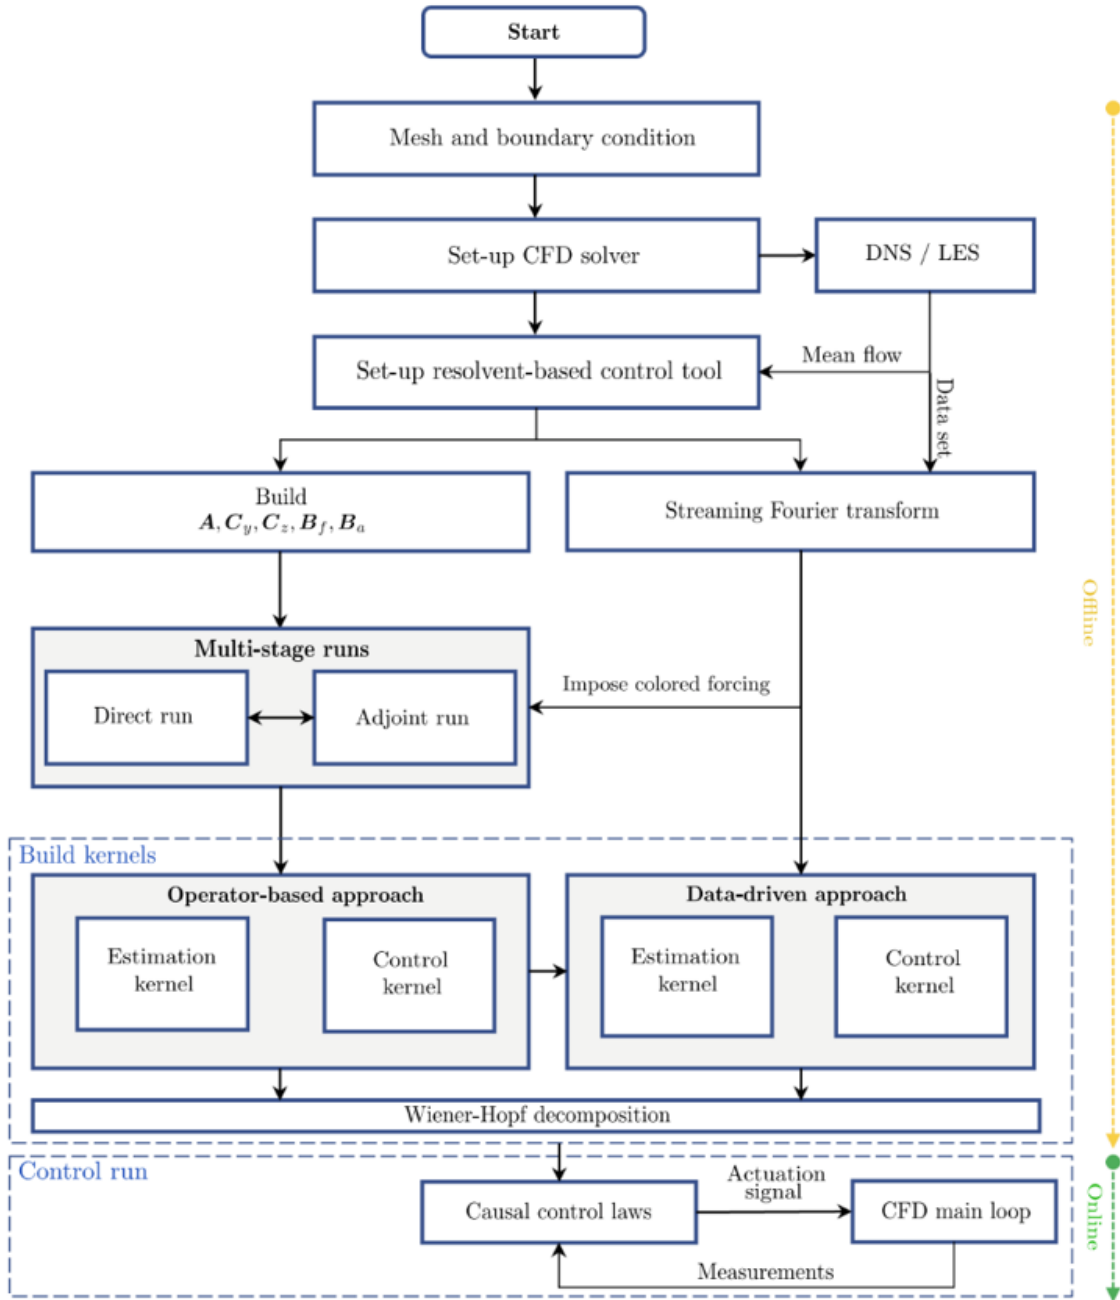 Start
Mesh and boundary condition
Set-up CFD solver
DNS / LES
Mean flow
Set-up resolvent-based control tool
Data set
Build
A, C_y, C_z, B_f, B_a
Streaming Fourier transform
Offline
Multi-stage runs
Direct run
Adjoint run
Impose colored forcing
Build kernels
Operator-based approach
Estimation
kernel
Control
kernel
Data-driven approach
Estimation
kernel
Control
kernel
Wiener-Hopf decomposition
Control run
Causal control laws
Actuation
signal
CFD main loop
Measurements
Online